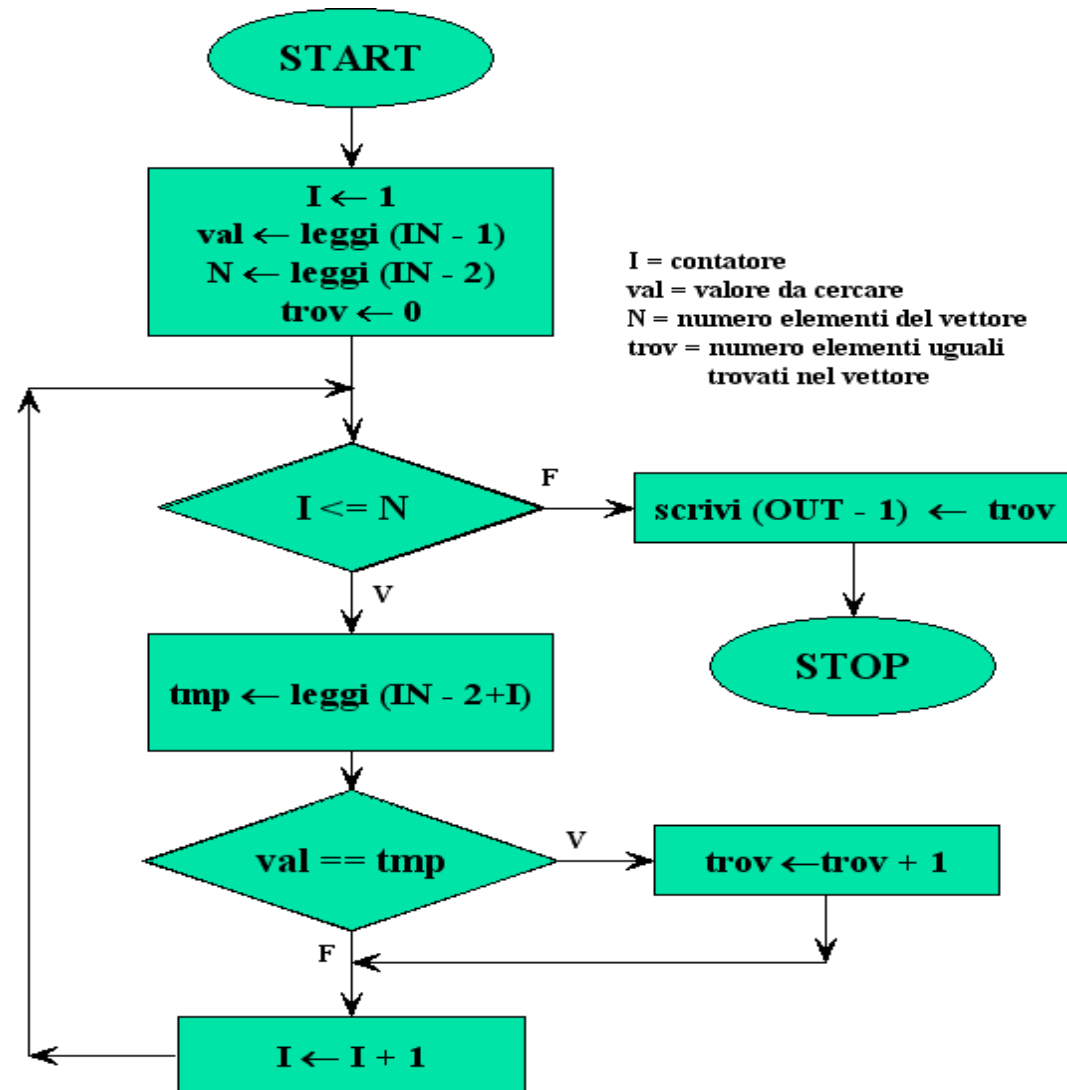 START
I ← 1
val ← leggi (IN - 1)
N ← leggi (IN - 2)
trov ← 0
I = contatore
val = valore da cercare
N = numero elementi del vettore
trov = numero elementi uguali
trovati nel vettore
I <= N
F
scrivi (OUT - 1) ← trov
V
STOP
tmp ← leggi (IN - 2+I)
val == tmp
V
trov ←trov + 1
F
I ← I + 1